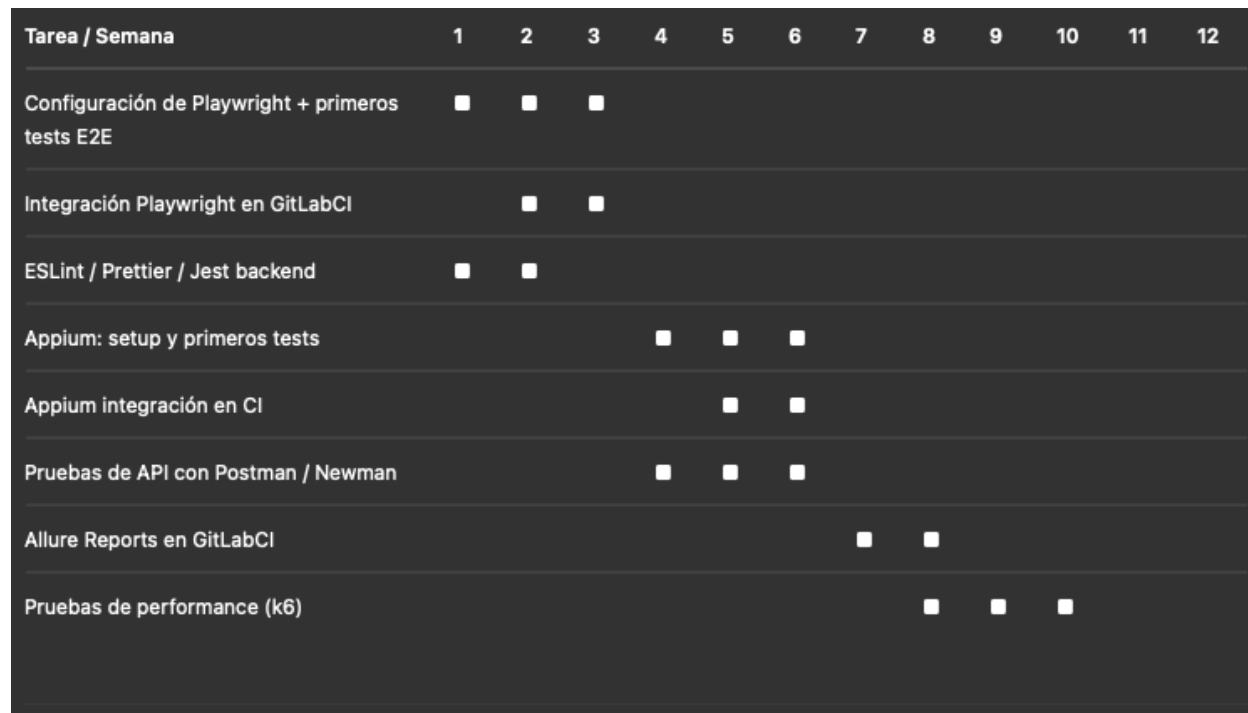 Tarea / Semana 1 2 3 4 5 6 7 8 9 10 11 12
Configuración de Playwright + primeros
tests E2E
Integración Playwright en GitLabCI
ESLint / Prettier / Jest backend
Appium: setup y primeros tests
Appium integración en CI
Pruebas de API con Postman / Newman
Allure Reports en GitLabCI
Pruebas de performance (k6)